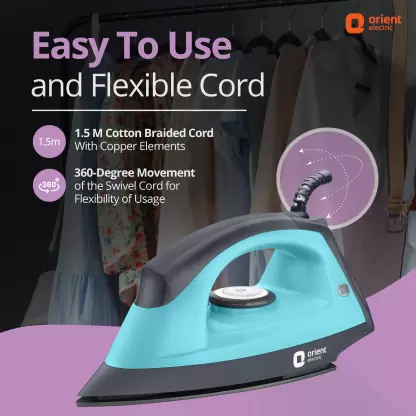 orient
electric
Easy To Use
and Flexible Cord
1.5m
1.5 M Cotton Braided Cord
With Copper Elements
360°
360-Degree Movement
of the Swivel Cord for
Flexibility of Usage
orient
electric